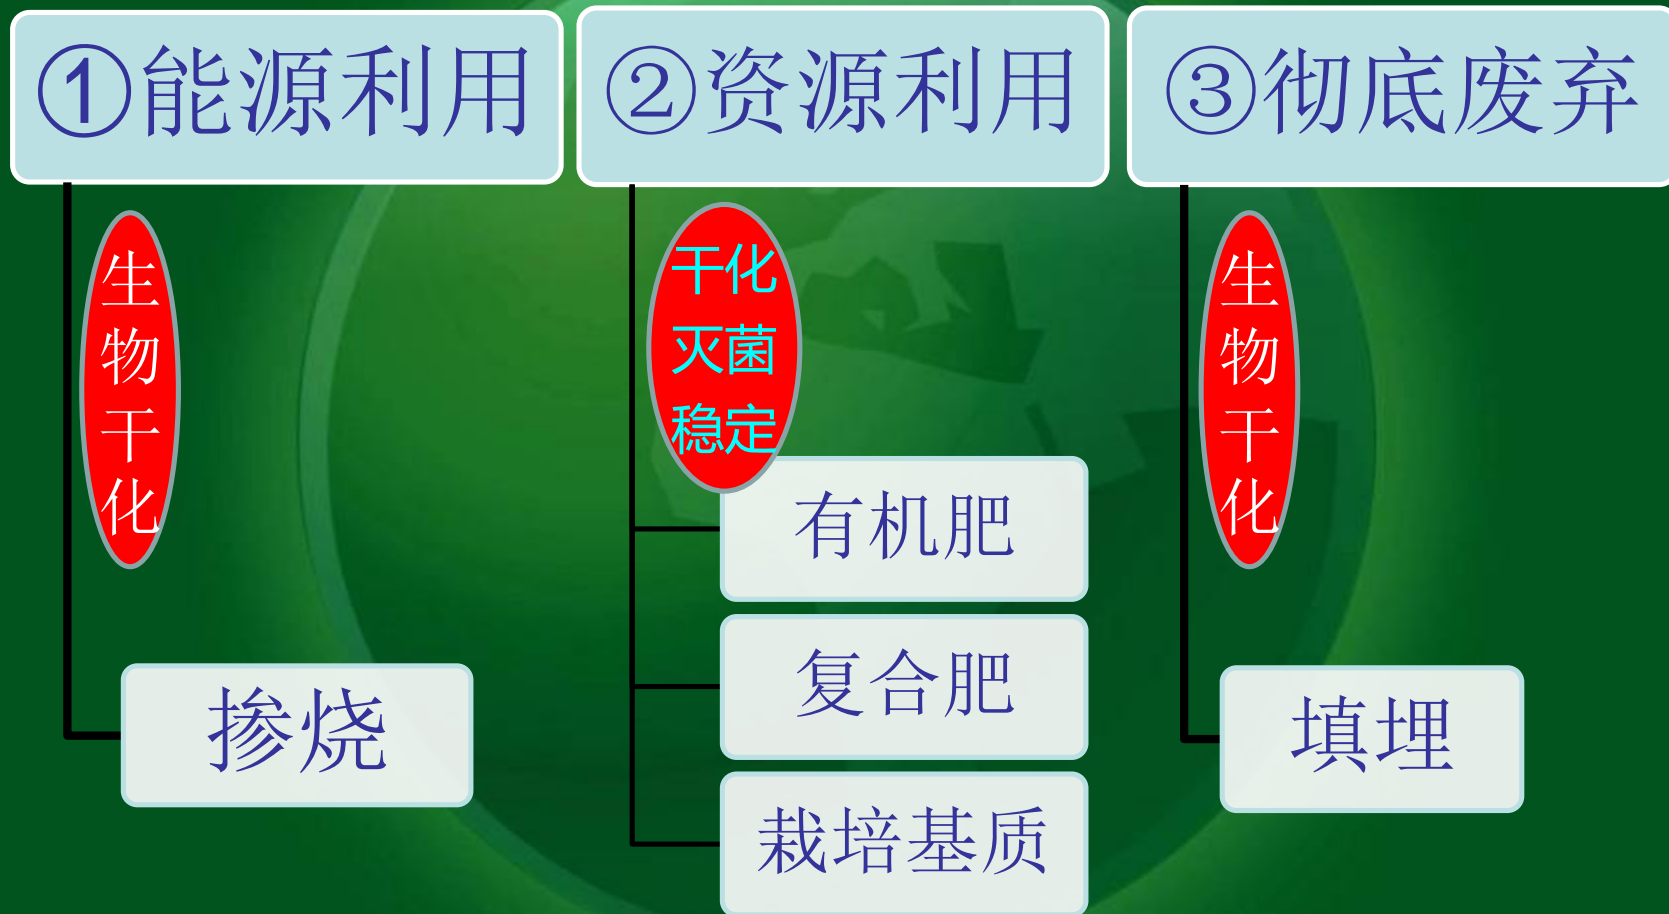 ①能源利用
②资源利用
③彻底废弃
生
物
干
化
干化
灭菌
稳定
生
物
干
化
有机肥
复合肥
栽培基质
掺烧
填埋